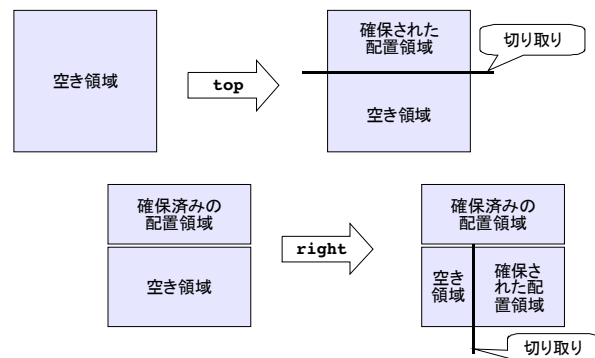 空き領域
top
確保された
配置領域
切り取り
空き領域
確保済みの
配置領域
空き領域
right
確保済みの
配置領域
空き
領域
確保さ
れた配
置領域
切り取り